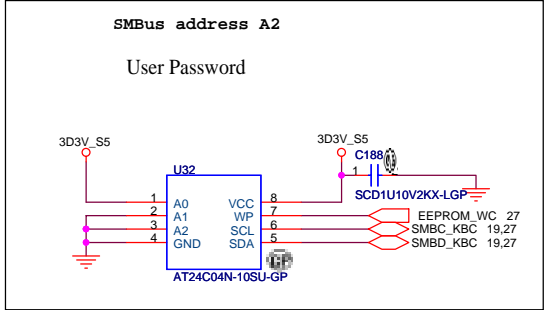 SMBus address A2
User Password
3D3V_S5
3D3V_S5
C188
1
SCD1U10V2KX-LGP
U32
1 A0 VCC 8
2 A1 WP 7 EEPROM_WC 27
3 A2 SCL 6 SMBC_KBC 19,27
4 GND SDA 5 SMBD_KBC 19,27
AT24C04N-10SU-GP
GP